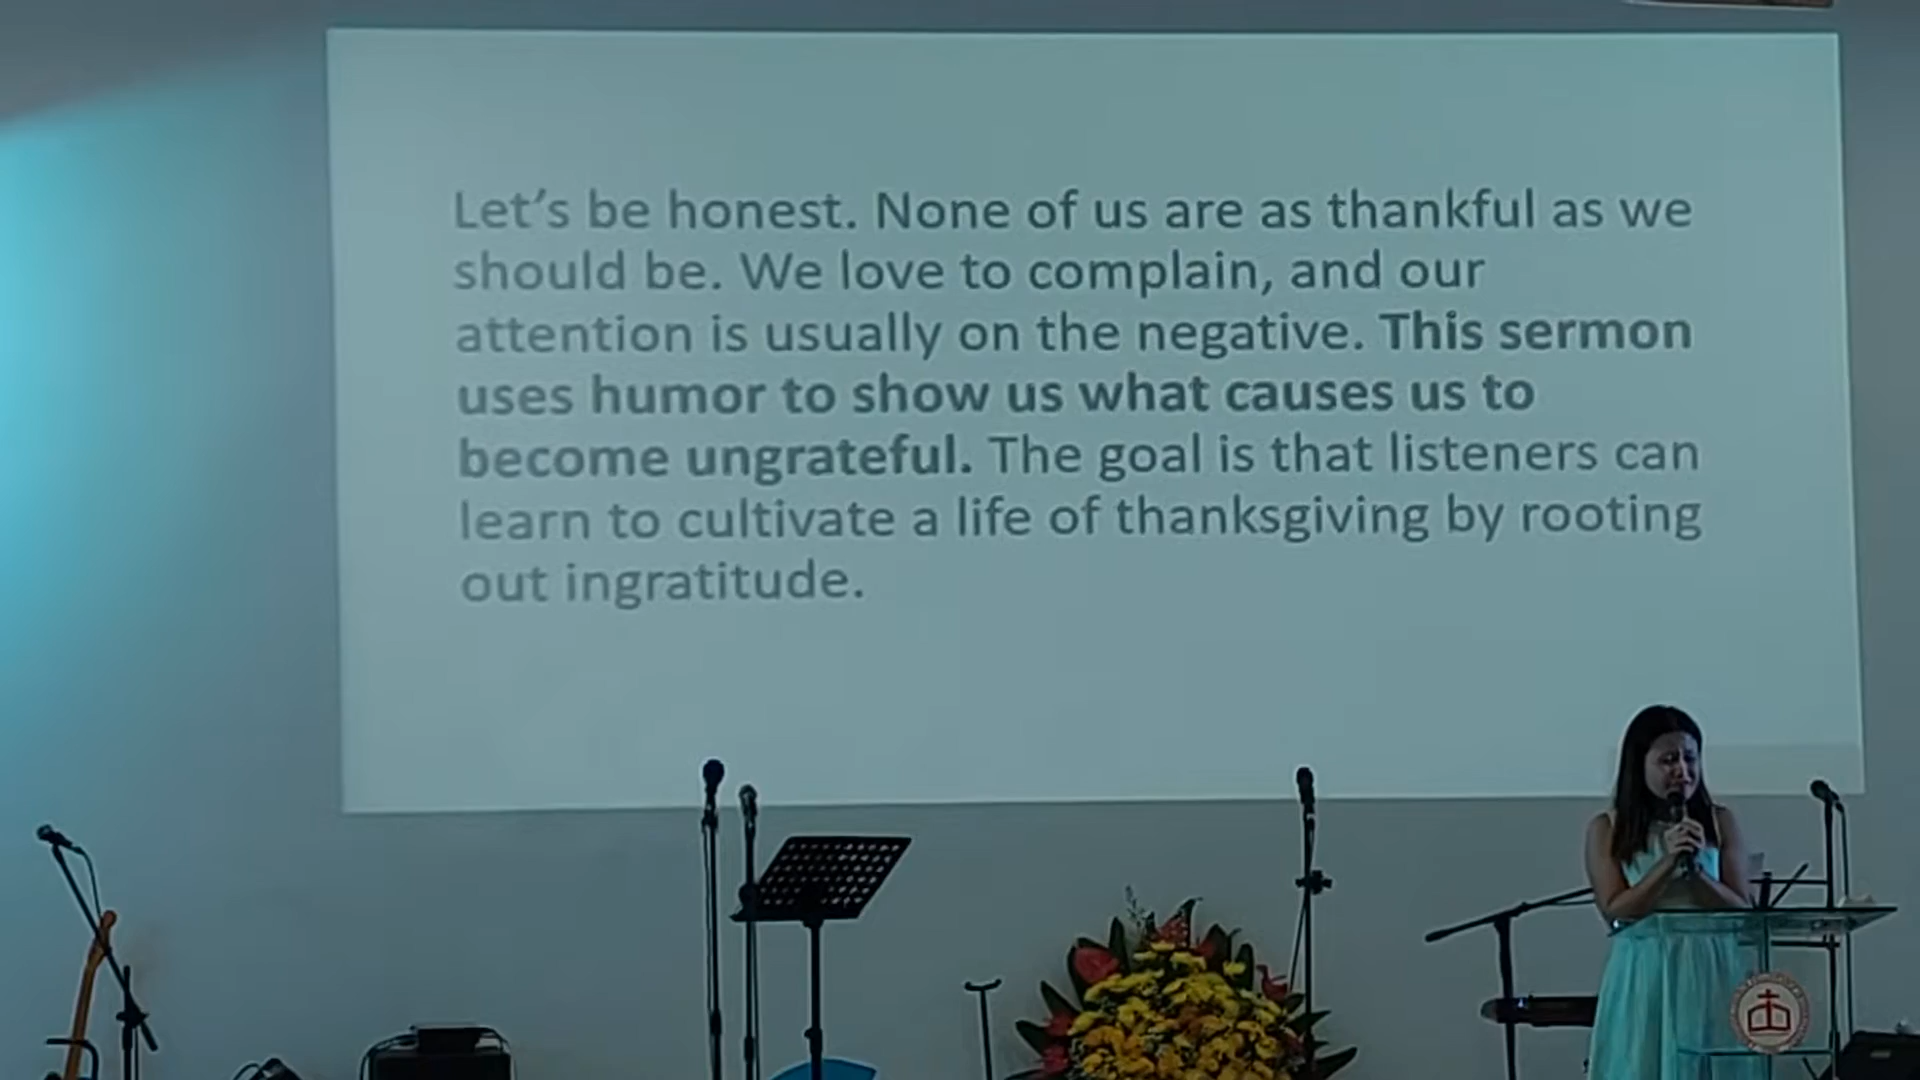 Let’s be honest. None of us are as thankful as we
should be. We love to complain, and our
attention is usually on the negative. This sermon
uses humor to show us what causes us to
become ungrateful. The goal is that listeners can
learn to cultivate a life of thanksgiving by rooting
out ingratitude.